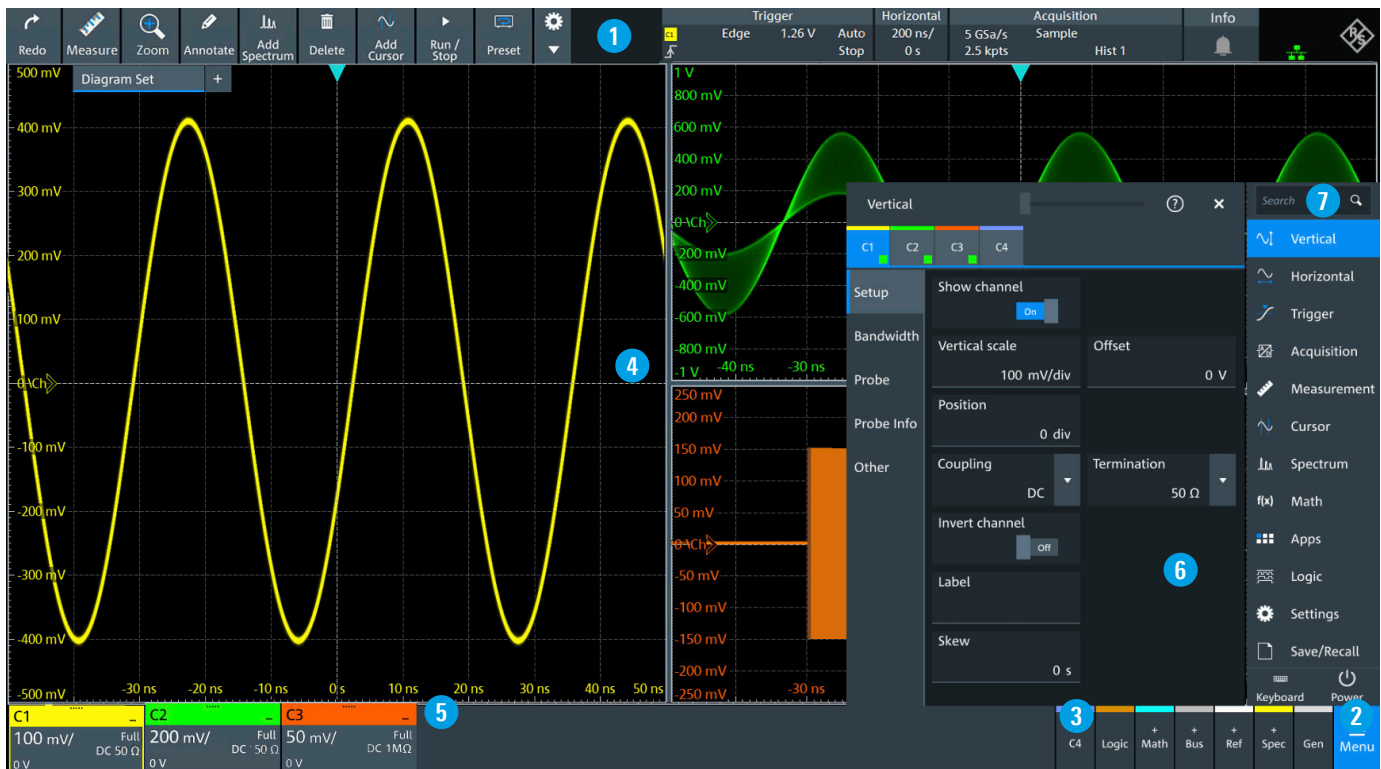 Redo
Measure
Zoom
Annotate
Add Spectrum
Delete
Add Cursor
Run / Stop
Preset
1
C1
Trigger
Edge 1.26 V Auto
Stop
Horizontal
200 ns/
0 s
Acquisition
5 GSa/s Sample
2.5 kpts Hist 1
Info
R&S
Diagram Set +
500 mV
400 mV
300 mV
200 mV
100 mV
0 V Ch
-100 mV
-200 mV
-300 mV
-400 mV
-500 mV
-30 ns -20 ns -10 ns 0 s 10 ns 20 ns 30 ns 40 ns 50 ns
4
1 V
800 mV
600 mV
400 mV
200 mV
0 V Ch
-200 mV
-400 mV
-600 mV
-800 mV
-1 V
-40 ns -30 ns
250 mV
200 mV
150 mV
100 mV
50 mV
0 V Ch
-50 mV
-100 mV
-150 mV
-200 mV
-250 mV
-30 ns
Vertical ? ×
C1 C2 C3 C4
Setup
Bandwidth
Probe
Probe Info
Other
Show channel
On
Vertical scale
100 mV/div
Offset
0 V
Position
0 div
Coupling
DC
Termination
50 Ω
Invert channel
Off
Label
Skew
0 s
6
Search
7
Vertical
Horizontal
Trigger
Acquisition
Measurement
Cursor
Spectrum
f(x) Math
Apps
Logic
Settings
Save/Recall
Keyboard
Power
C1
100 mV/ Full
DC 50 Ω
0 V
C2
200 mV/ Full
DC 50 Ω
0 V
C3
50 mV/ Full
DC 1MΩ
0 V
5
3
C4
Logic
+ Math
+ Bus
+ Ref
+ Spec
Gen
2
Menu